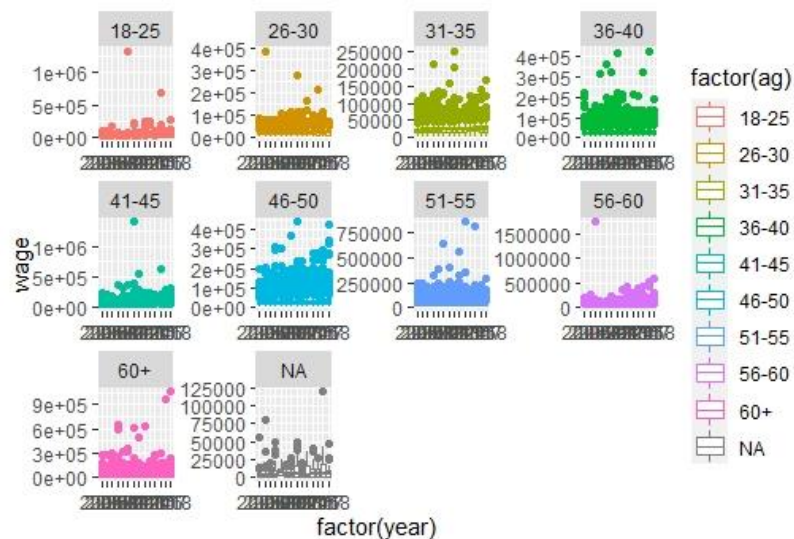 18-25
26-30
31-35
36-40
1e+06
5e+05
0e+00
4e+05
3e+05
2e+05
1e+05
0e+00
250000
200000
150000
100000
50000
0
4e+05
3e+05
2e+05
1e+05
0e+00
41-45
46-50
51-55
56-60
1e+06
5e+05
0e+00
4e+05
3e+05
2e+05
1e+05
0e+00
750000
500000
250000
0
1500000
1000000
500000
0
60+
NA
9e+05
6e+05
3e+05
0e+00
125000
100000
75000
50000
25000
0
wage
factor(year)
factor(ag)
18-25
26-30
31-35
36-40
41-45
46-50
51-55
56-60
60+
NA